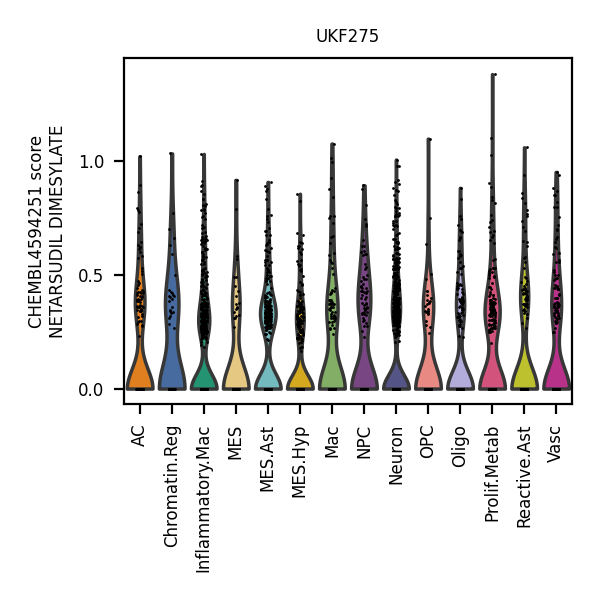 UKF275
CHEMBL4594251 score
NETARSUDIL DIMESYLATE
1.0
0.5
0.0
AC
Chromatin.Reg
Inflammatory.Mac
MES
MES.Ast
MES.Hyp
Mac
NPC
Neuron
OPC
Oligo
Prolif.Metab
Reactive.Ast
Vasc